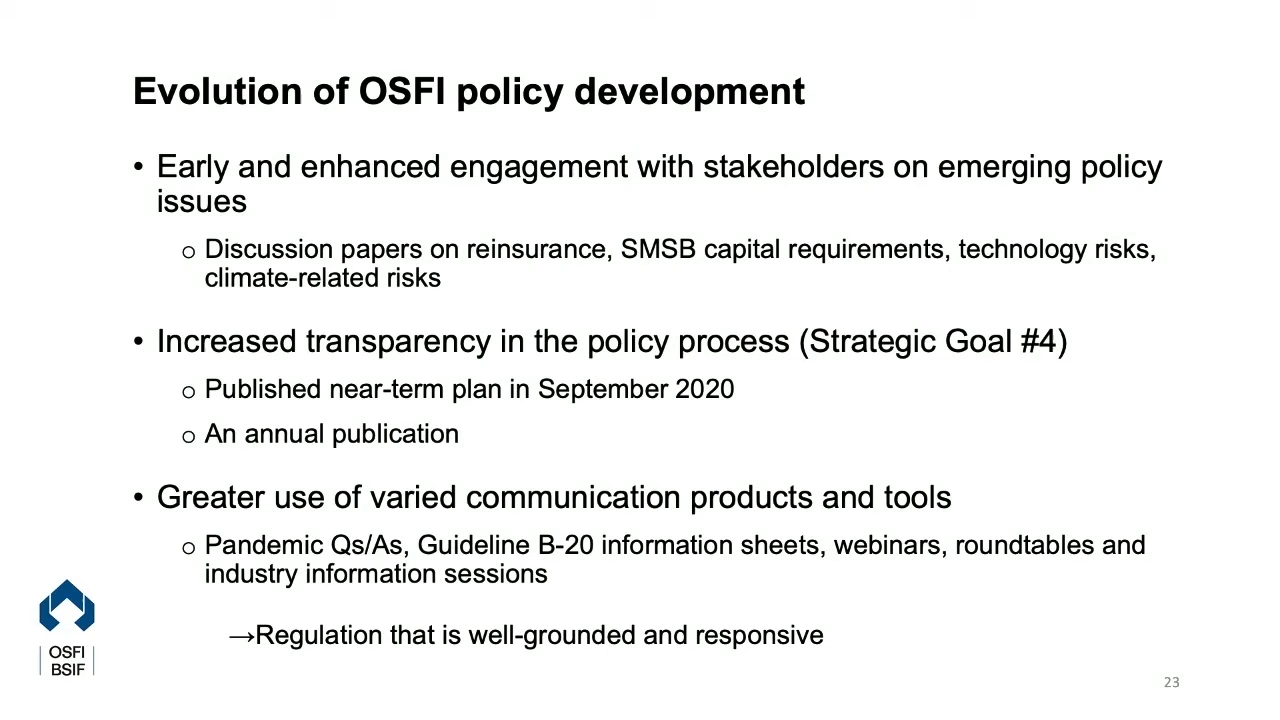 Evolution of OSFI policy development
• Early and enhanced engagement with stakeholders on emerging policy
issues
o Discussion papers on reinsurance, SMSB capital requirements, technology risks,
climate-related risks
• Increased transparency in the policy process (Strategic Goal #4)
o Published near-term plan in September 2020
o An annual publication
• Greater use of varied communication products and tools
o Pandemic Qs/As, Guideline B-20 information sheets, webinars, roundtables and
industry information sessions
→Regulation that is well-grounded and responsive
OSFI
BSIF
23